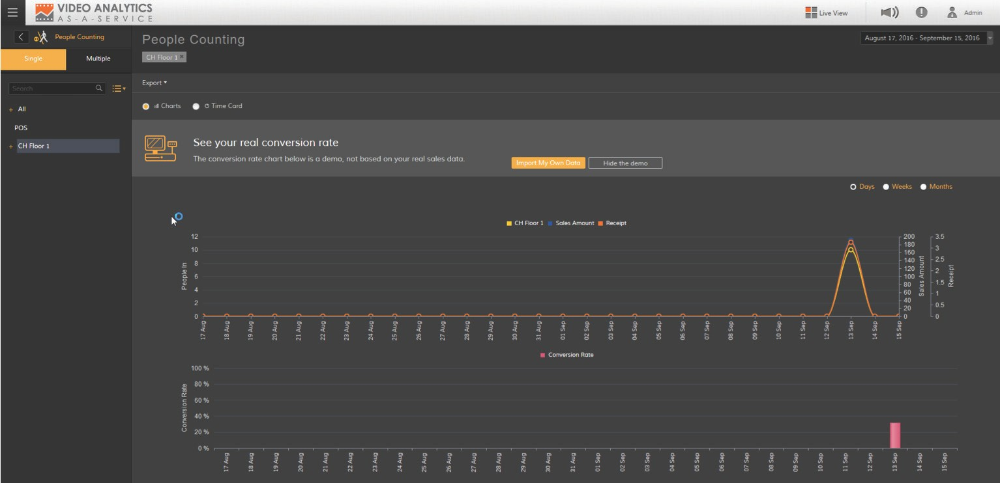 VIDEO ANALYTICS
AS-A-SERVICE
Live View
Admin
People Counting
Single Multiple
Search
+ All
POS
+ CH Floor 1
People Counting
August 17, 2016 - September 15, 2016
CH Floor 1 ×
Export
Charts Time Card
See your real conversion rate
The conversion rate chart below is a demo, not based on your real sales data.
Import My Own Data Hide the demo
Days Weeks Months
CH Floor 1 Sales Amount Receipt
People In
12
10
8
6
4
2
0
200
180
160
140
120
100
80
60
40
20
0
Sales Amount
3.5
3
2.5
2
1.5
1
0.5
0
Receipt
17 Aug 18 Aug 19 Aug 20 Aug 21 Aug 22 Aug 23 Aug 24 Aug 25 Aug 26 Aug 27 Aug 28 Aug 29 Aug 30 Aug 31 Aug 01 Sep 02 Sep 03 Sep 04 Sep 05 Sep 06 Sep 07 Sep 08 Sep 09 Sep 10 Sep 11 Sep 12 Sep 13 Sep 14 Sep 15 Sep
Conversion Rate
Conversion Rate
100 %
80 %
60 %
40 %
20 %
0 %
17 Aug 18 Aug 19 Aug 20 Aug 21 Aug 22 Aug 23 Aug 24 Aug 25 Aug 26 Aug 27 Aug 28 Aug 29 Aug 30 Aug 31 Aug 01 Sep 02 Sep 03 Sep 04 Sep 05 Sep 06 Sep 07 Sep 08 Sep 09 Sep 10 Sep 11 Sep 12 Sep 13 Sep 14 Sep 15 Sep